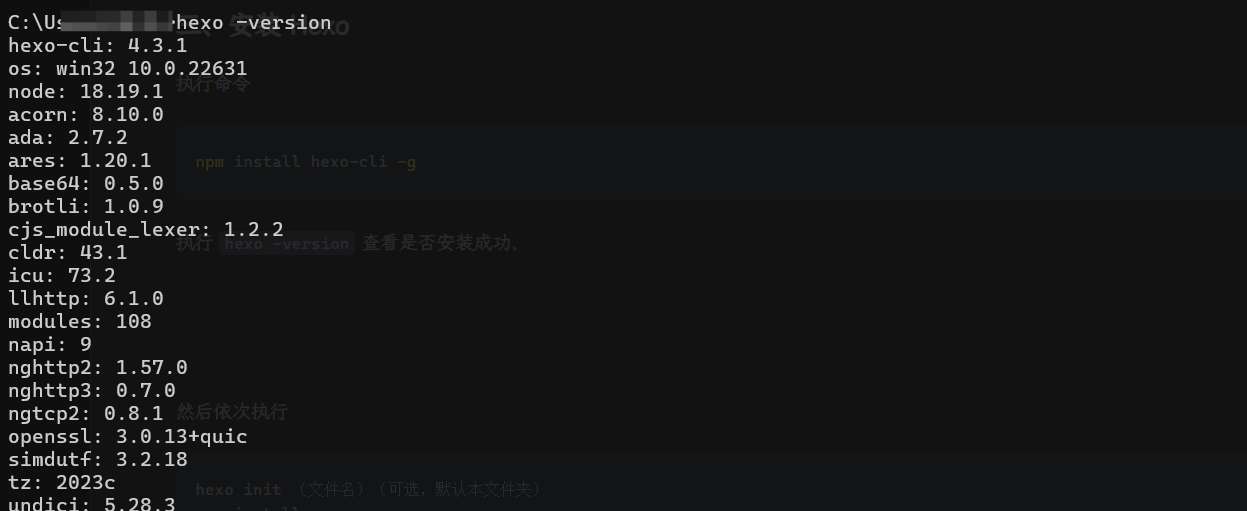 C:\Us hexo -version
二、安装 Hexo
hexo-cli: 4.3.1
os: win32 10.0.22631
执行命令
node: 18.19.1
acorn: 8.10.0
ada: 2.7.2
ares: 1.20.1
npm install hexo-cli -g
base64: 0.5.0
brotli: 1.0.9
cjs_module_lexer: 1.2.2
执行 hexo -version 查看是否安装成功，
cldr: 43.1
icu: 73.2
llhttp: 6.1.0
modules: 108
napi: 9
nghttp2: 1.57.0
nghttp3: 0.7.0
ngtcp2: 0.8.1
然后依次执行
openssl: 3.0.13+quic
simdutf: 3.2.18
tz: 2023c
hexo init （文件名）（可选，默认本文件夹）
undici: 5.28.3